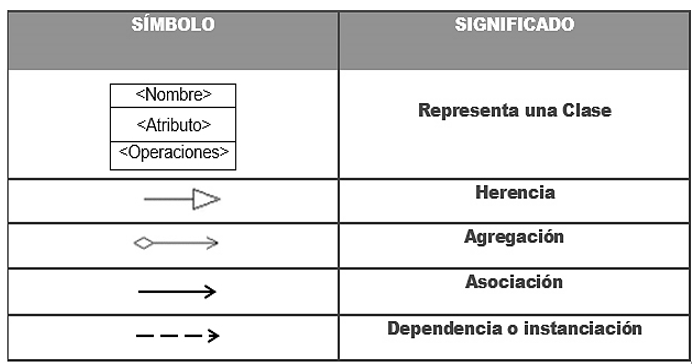 SÍMBOLO
SIGNIFICADO
<Nombre>
<Atributo>
<Operaciones>
Representa una Clase
Herencia
Agregación
Asociación
Dependencia o instanciación